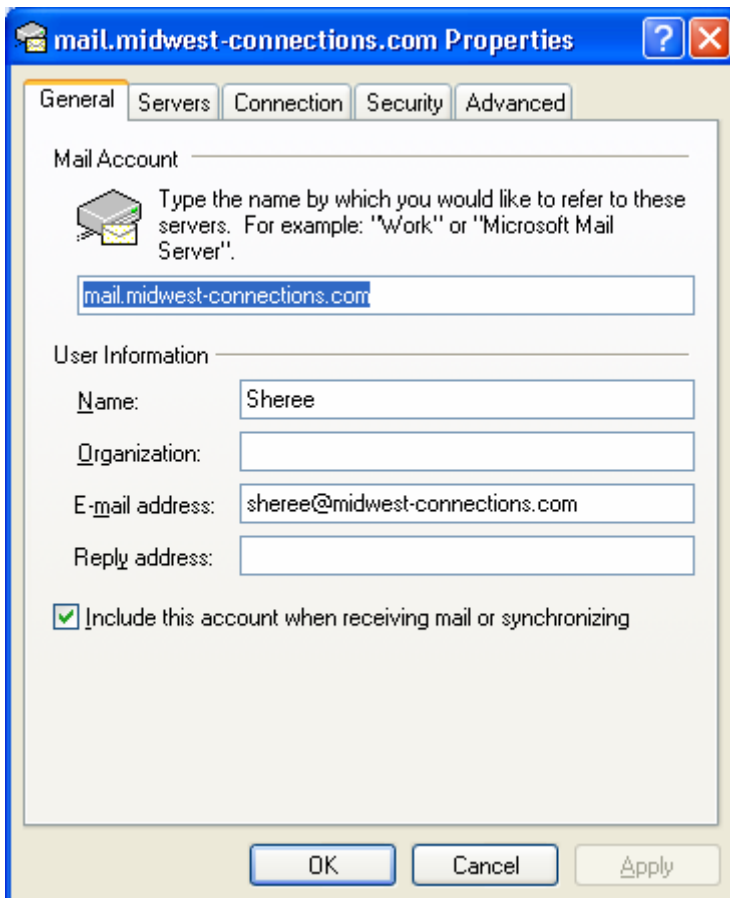 mail.midwest-connections.com Properties
General Servers Connection Security Advanced
Mail Account
Type the name by which you would like to refer to these
servers. For example: "Work" or "Microsoft Mail
Server".
mail.midwest-connections.com
User Information
Name: Sheree
Organization:
E-mail address: sheree@midwest-connections.com
Reply address:
Include this account when receiving mail or synchronizing
OK Cancel Apply